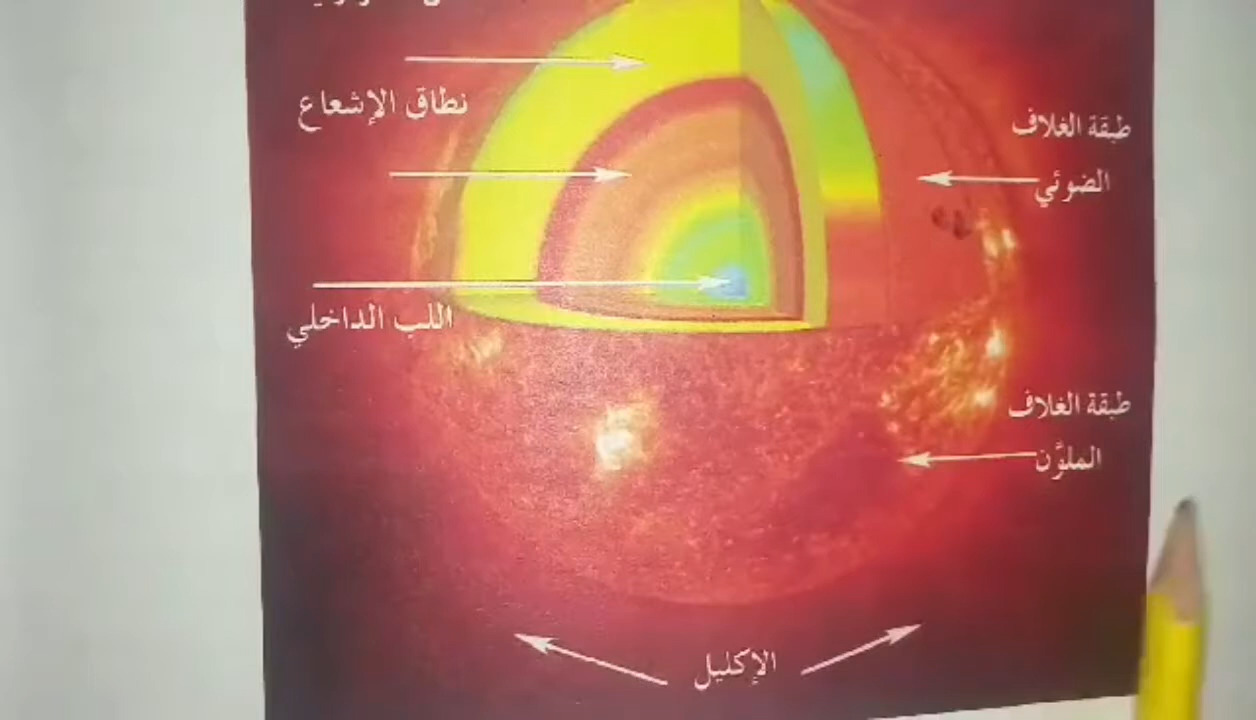 نطاق الإشعاع
طبقة الغلاف
الضوئي
اللب الداخلي
طبقة الغلاف
الملوَّن
الإكليل